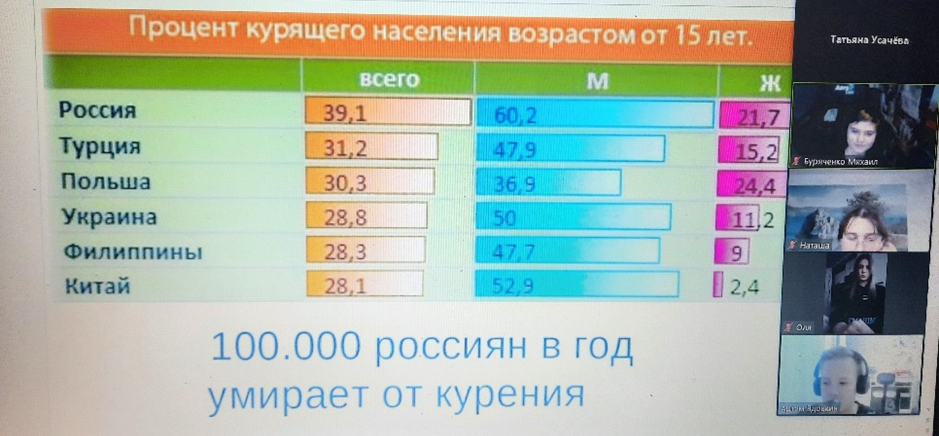 Процент курящего населения возрастом от 15 лет.
всего М Ж
Россия 39,1 60,2 21,7
Турция 31,2 47,9 15,2
Польша 30,3 36,9 24,4
Украина 28,8 50 11,2
Филиппины 28,3 47,7 9
Китай 28,1 52,9 2,4
100.000 россиян в год
умирает от курения
Татьяна Усачёва
Буряченко Михаил
Наташа
Оля